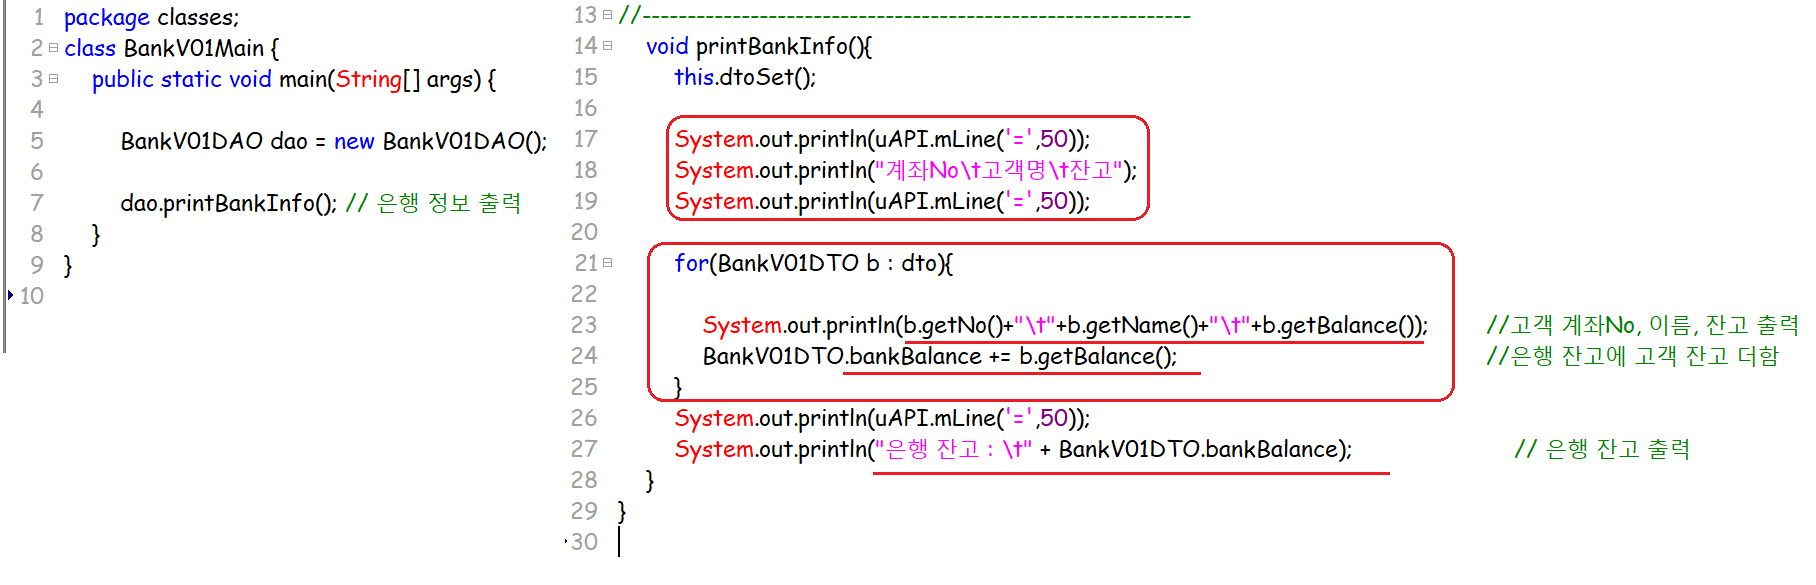 1 package classes;
2 class BankV01Main {
3 public static void main(String[] args) {
4
5 BankV01DAO dao = new BankV01DAO();
6
7 dao.printBankInfo(); // 은행 정보 출력
8 }
9 }
10
13 //-------------------------------------------------------------
14 void printBankInfo(){
15 this.dtoSet();
16
17 System.out.println(uAPI.mLine('=',50));
18 System.out.println("계좌No\t고객명\t잔고");
19 System.out.println(uAPI.mLine('=',50));
20
21 for(BankV01DTO b : dto){
22
23 System.out.println(b.getNo()+"\t"+b.getName()+"\t"+b.getBalance()); //고객 계좌No, 이름, 잔고 출력
24 BankV01DTO.bankBalance += b.getBalance(); //은행 잔고에 고객 잔고 더함
25 }
26 System.out.println(uAPI.mLine('=',50));
27 System.out.println("은행 잔고 : \t" + BankV01DTO.bankBalance); // 은행 잔고 출력
28 }
29 }
30